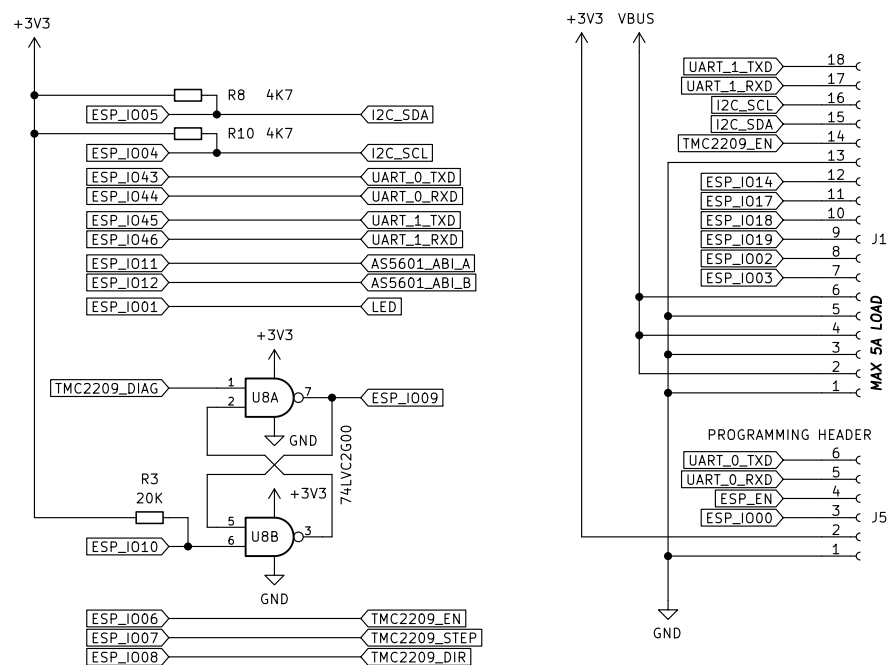 +3V3
R8 4K7
ESP_IO05 I2C_SDA
R10 4K7
ESP_IO04 I2C_SCL
ESP_IO43 UART_0_TXD
ESP_IO44 UART_0_RXD
ESP_IO45 UART_1_TXD
ESP_IO46 UART_1_RXD
ESP_IO11 AS5601_ABI_A
ESP_IO12 AS5601_ABI_B
ESP_IO01 LED
+3V3
TMC2209_DIAG 1 U8A 7 ESP_IO09
2
GND
74LVC2G00
R3
20K
+3V3
5 U8B 3
ESP_IO10 6
GND
ESP_IO06 TMC2209_EN
ESP_IO07 TMC2209_STEP
ESP_IO08 TMC2209_DIR
+3V3 VBUS
UART_1_TXD 18
UART_1_RXD 17
I2C_SCL 16
I2C_SDA 15
TMC2209_EN 14
13
ESP_IO14 12
ESP_IO17 11
ESP_IO18 10
ESP_IO19 9 J1
ESP_IO02 8
ESP_IO03 7
6
5
4
3
2
1
MAX 5A LOAD
PROGRAMMING HEADER
UART_0_TXD 6
UART_0_RXD 5
ESP_EN 4
ESP_IO00 3 J5
2
1
GND